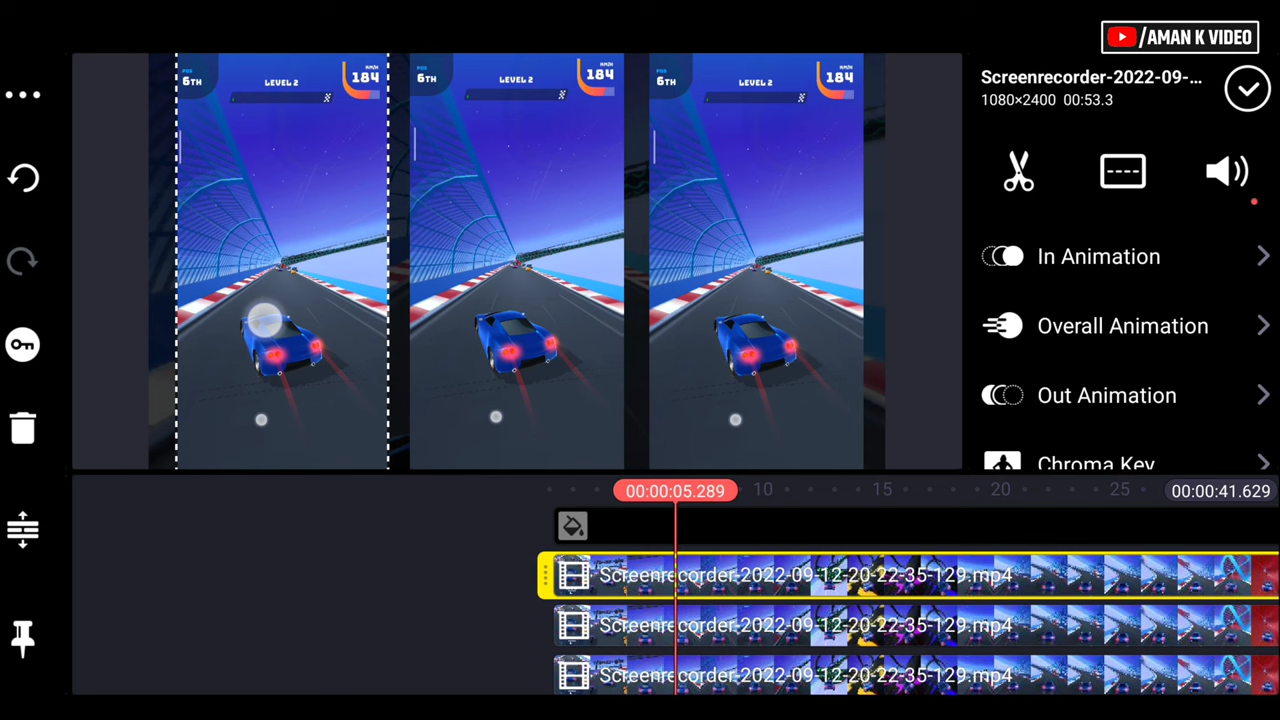 /AMAN K VIDEO
Screenrecorder-2022-09-...
1080×2400 00:53.3
POS
6TH
LEVEL 2
KM/H
184
6TH
LEVEL 2
184
6TH
LEVEL 2
184
In Animation
Overall Animation
Out Animation
Chroma Key
00:00:05.289
10
15
20
25
00:00:41.629
Screenrecorder-2022-09-12-20-22-35-129.mp4
Screenrecorder-2022-09-12-20-22-35-129.mp4
Screenrecorder-2022-09-12-20-22-35-129.mp4